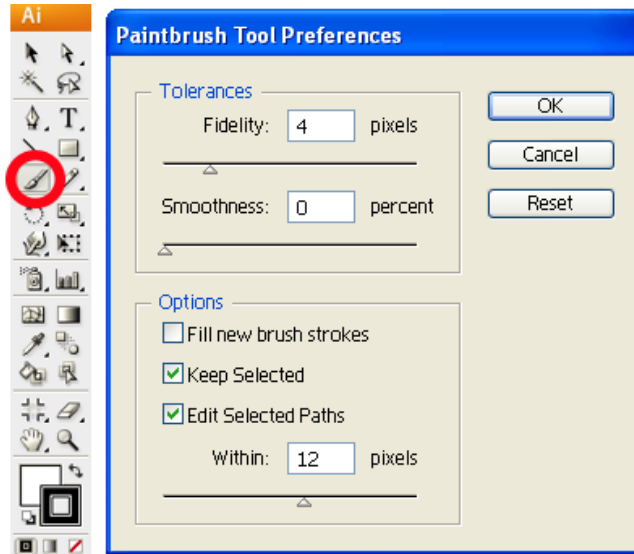 Ai
T
Paintbrush Tool Preferences
Tolerances
Fidelity: 4 pixels
Smoothness: 0 percent
OK
Cancel
Reset
Options
Fill new brush strokes
Keep Selected
Edit Selected Paths
Within: 12 pixels